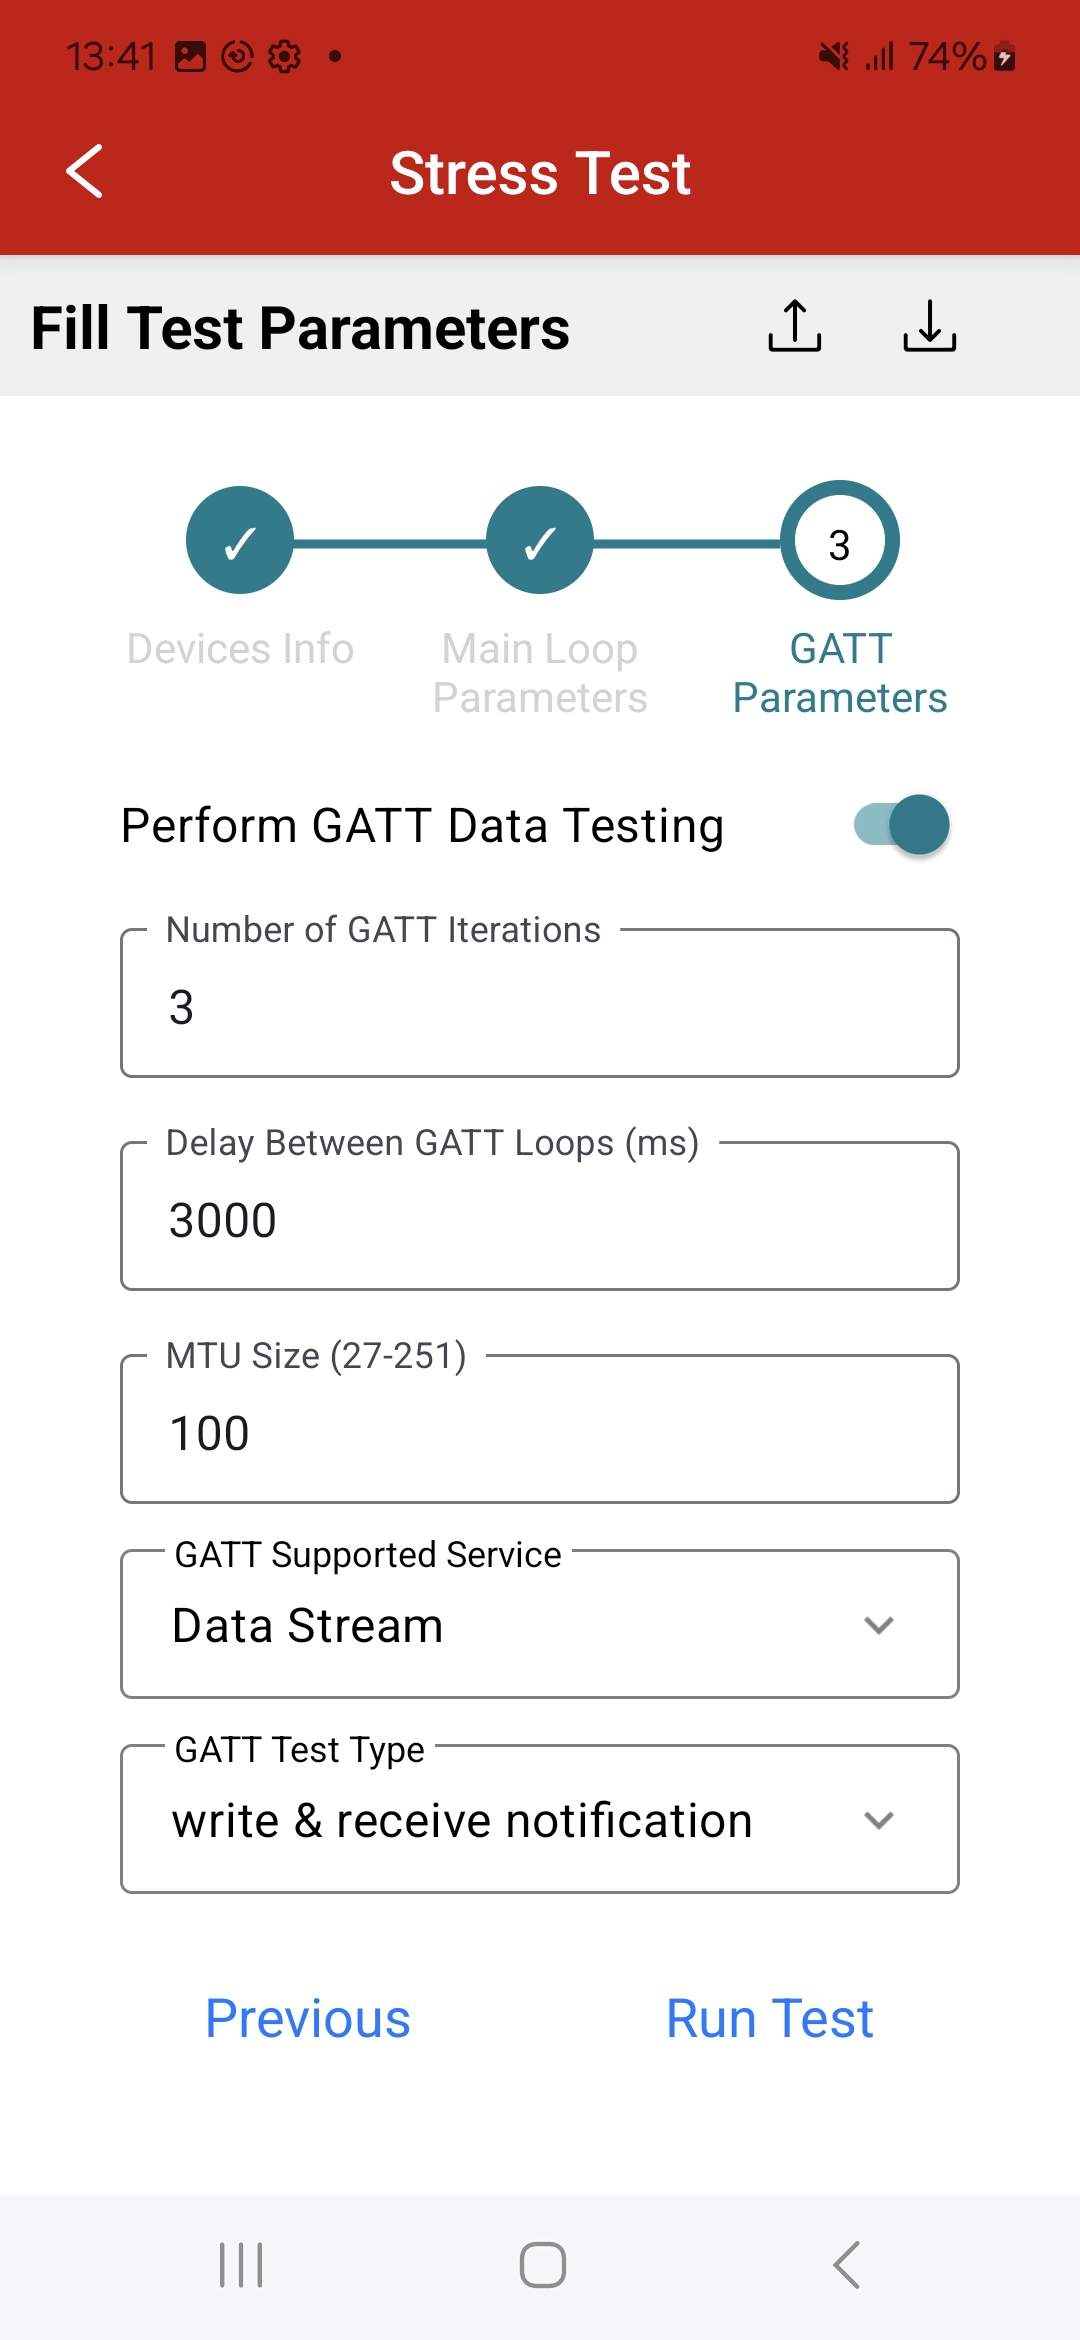 13:41 74%
Stress Test
Fill Test Parameters
✓ ✓ 3
Devices Info Main Loop GATT
Parameters Parameters
Perform GATT Data Testing
Number of GATT Iterations
3
Delay Between GATT Loops (ms)
3000
MTU Size (27-251)
100
GATT Supported Service
Data Stream
GATT Test Type
write & receive notification
Previous Run Test